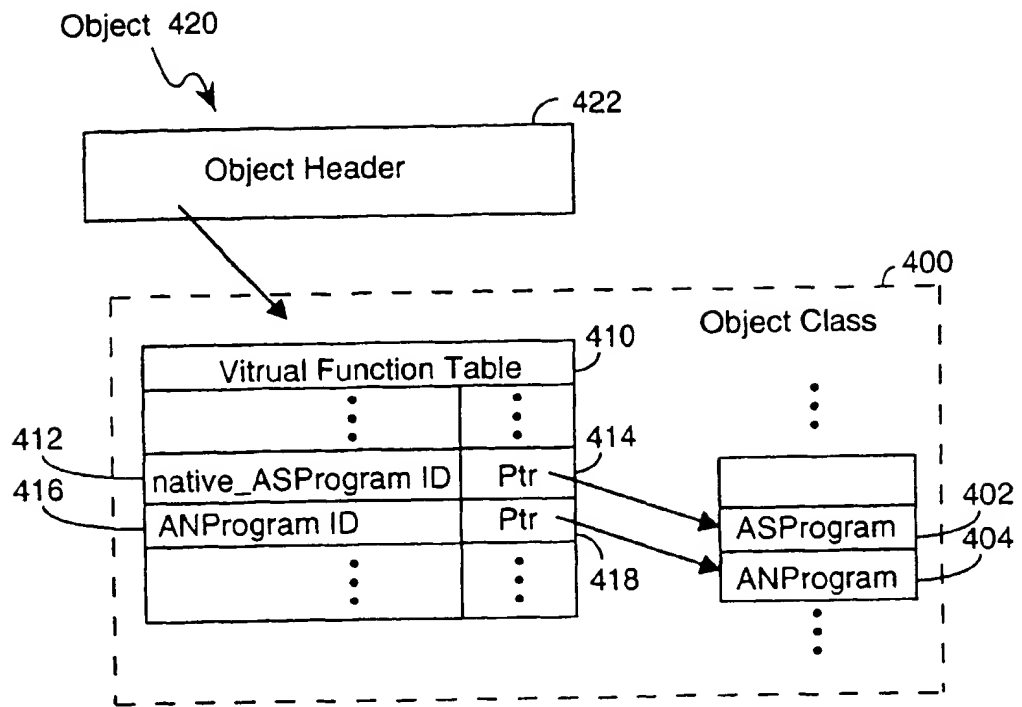 Object 420
422
Object Header
400
Object Class
410
Vitrual Function Table
412
414
native_ASProgram ID Ptr
416
ANProgram ID Ptr
418
ASProgram
402
ANProgram
404